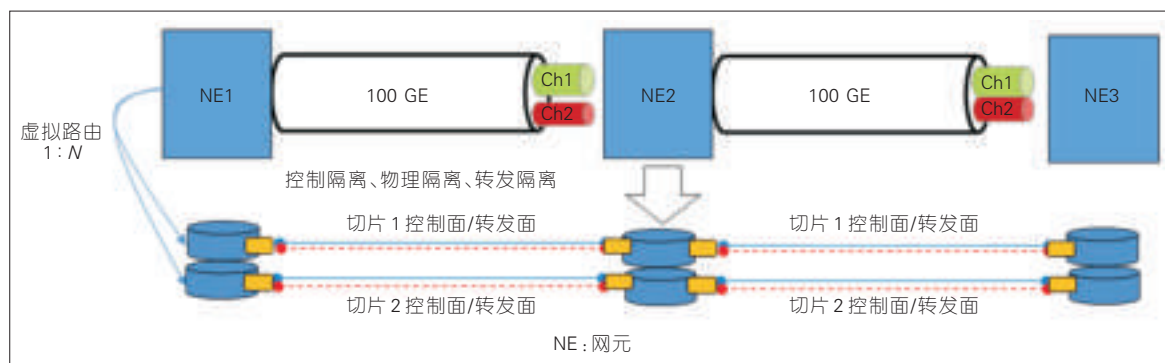 NE1
100 GE
Ch1
Ch2
NE2
100 GE
Ch1
Ch2
NE3
虚拟路由
1：N
控制隔离、物理隔离、转发隔离
切片1控制面/转发面
切片1控制面/转发面
切片2控制面/转发面
切片2控制面/转发面
NE：网元